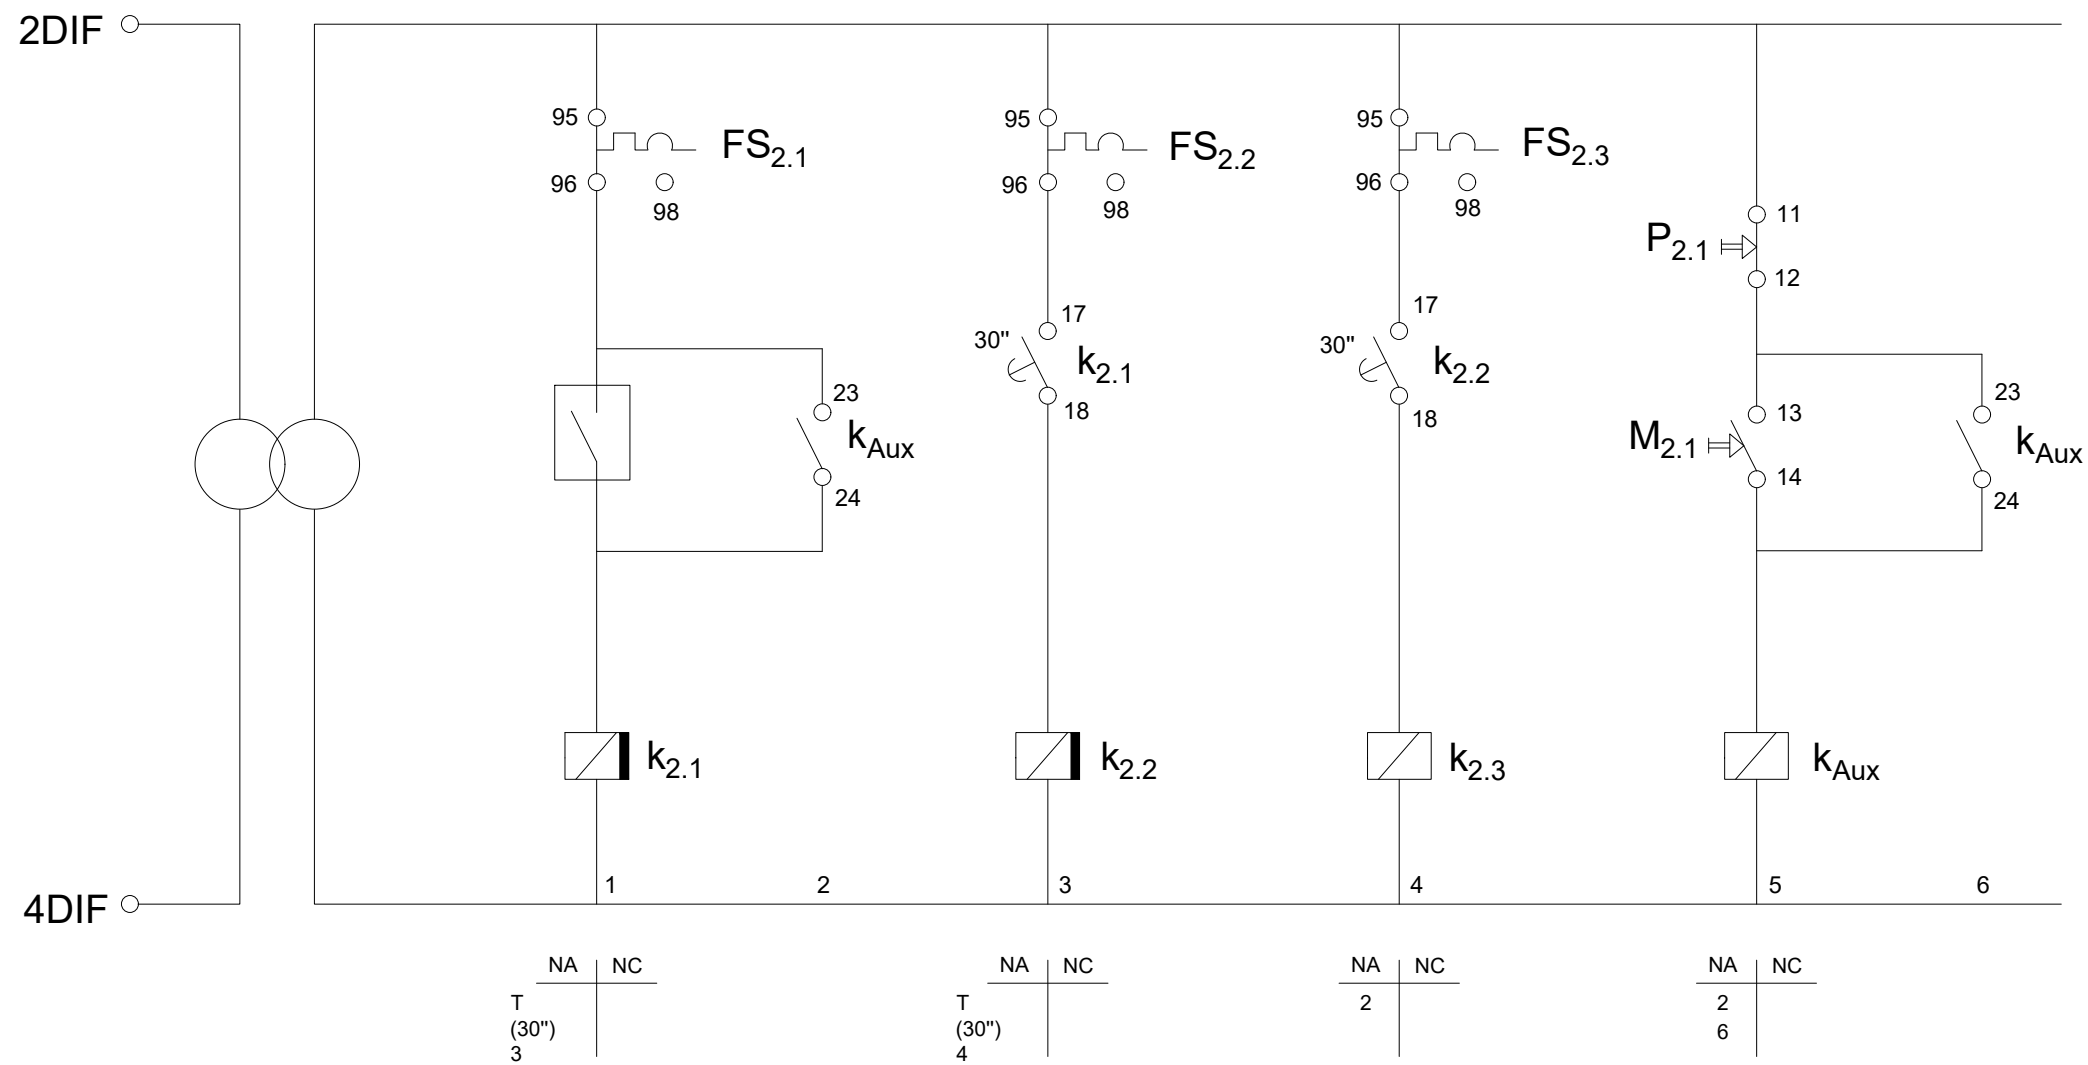 2DIF
95
FS2.1
96
98
95
FS2.2
96
98
95
FS2.3
96
98
11
P2.1
12
17
30"
k2.1
18
17
30"
k2.2
18
23
kAux
24
13
M2.1
14
23
kAux
24
k2.1
k2.2
k2.3
kAux
4DIF
1 2 3 4 5 6
NA NC
T
(30")
3
NA NC
T
(30")
4
NA NC
2
NA NC
2
6